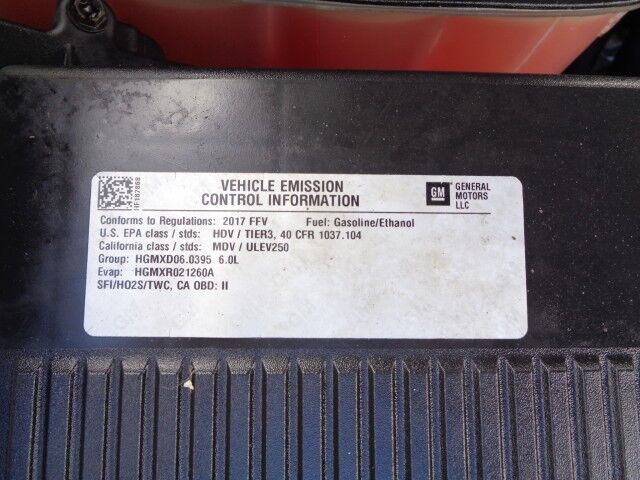 VEHICLE EMISSION
CONTROL INFORMATION
GM GENERAL
MOTORS
LLC
Conforms to Regulations: 2017 FFV Fuel: Gasoline/Ethanol
U.S. EPA class / stds: HDV / TIER3, 40 CFR 1037.104
California class / stds: MDV / ULEV250
Group: HGMXD06.0395 6.0L
Evap: HGMXR021260A
SFI/HO2S/TWC, CA OBD: II